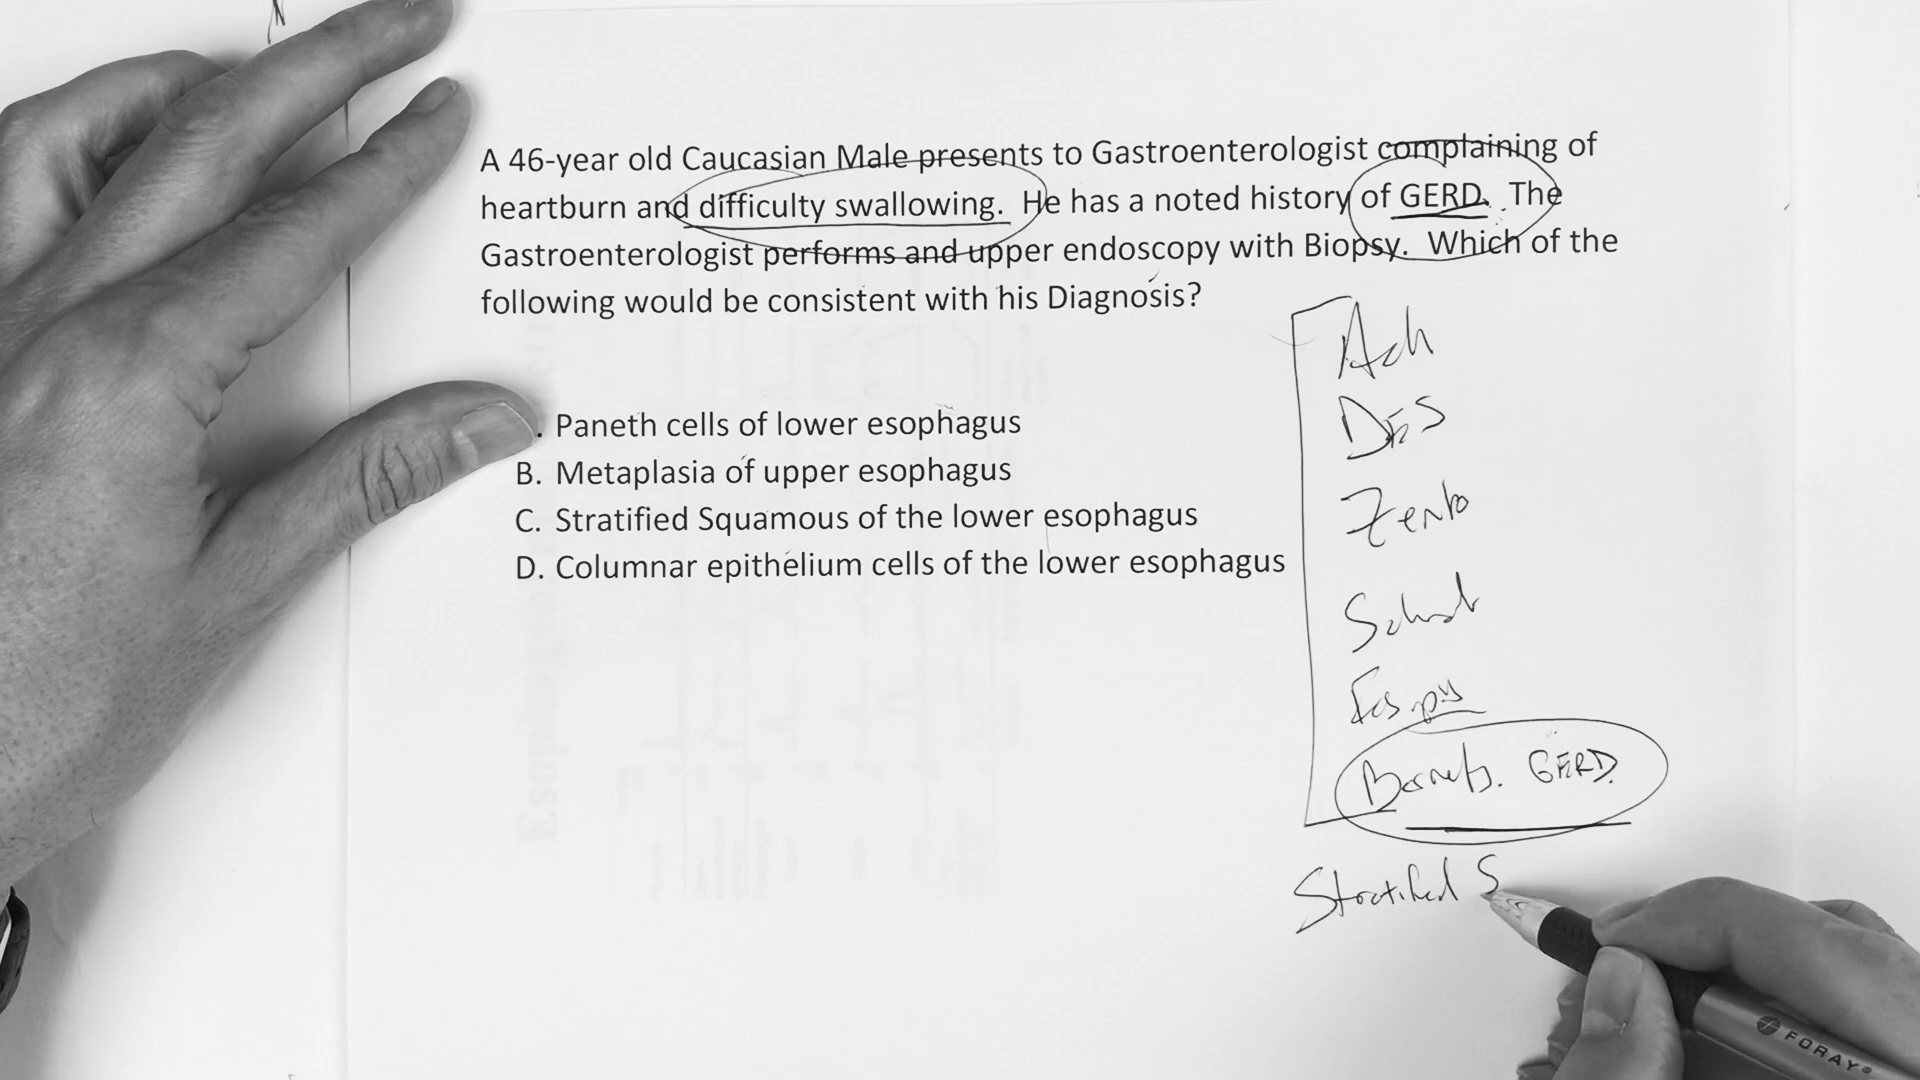 A 46-year old Caucasian Male presents to Gastroenterologist complaining of
heartburn and difficulty swallowing. He has a noted history of GERD. The
Gastroenterologist performs and upper endoscopy with Biopsy. Which of the
following would be consistent with his Diagnosis?
. Paneth cells of lower esophagus
B. Metaplasia of upper esophagus
C. Stratified Squamous of the lower esophagus
D. Columnar epithelium cells of the lower esophagus
Ach
DES
GERD.
Stratified S
FORAY